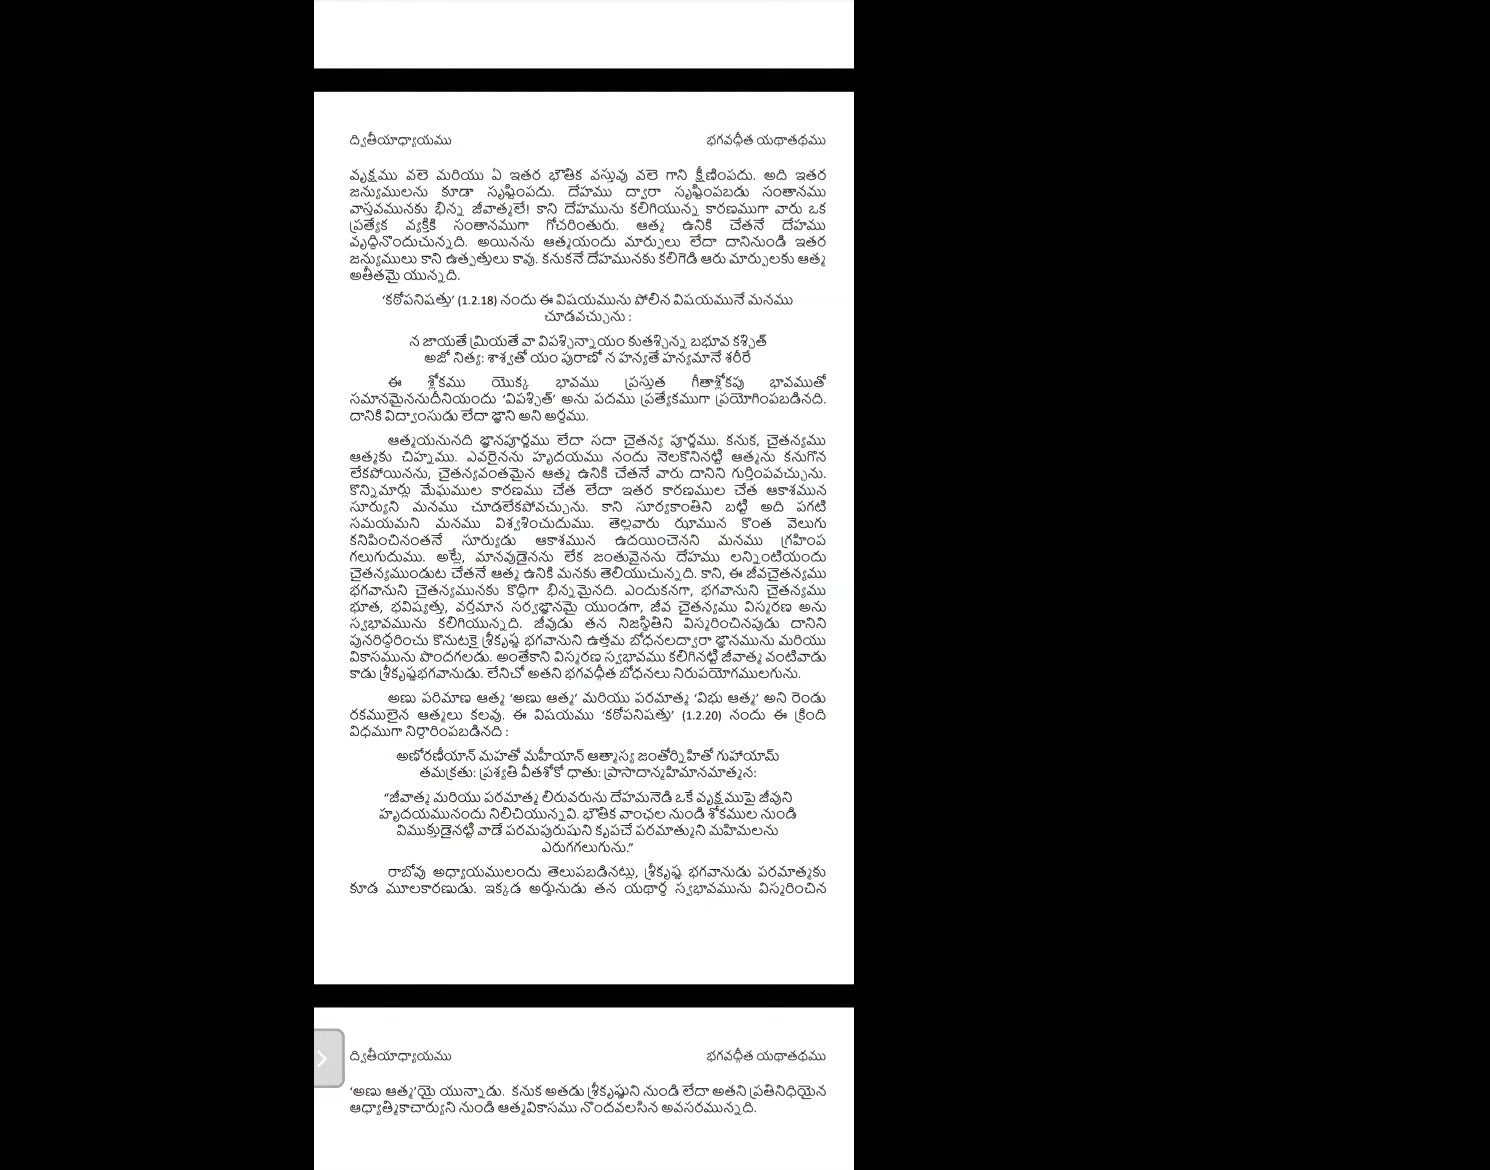 ద్వితీయాధ్యాయము భగవద్గీత యథాతథము
వృక్షము వలె మరియు ఏ ఇతర భౌతిక వస్తువు వలె గాని క్షీణింపదు. అది ఇతర
జన్యుములను కూడా సృష్టింపదు. దేహము ద్వారా సృష్టింపబడు సంతానము
వాస్తవమునకు భిన్న జీవాత్మలే! కాని దేహమును కలిగియున్న కారణముగా వారు ఒక
ప్రత్యేక వ్యక్తికి సంతానముగా గోచరింతురు. ఆత్మ ఉనికి చేతనే దేహము
వృద్ధినొందుచున్నది. అయినను ఆత్మయందు మార్పులు లేదా దానినుండి ఇతర
జన్యుములు కాని ఉత్పత్తులు కావు. కనుకనే దేహమునకు కలిగెడి ఆరు మార్పులకు ఆత్మ
అతీతమై యున్నది.
‘కఠోపనిషత్తు’ (1.2.18) నందు ఈ విషయమును పోలిన విషయమునే మనము
చూడవచ్చును :
న జాయతే మ్రియతే వా విపశ్చిన్నాయం కుతశ్చిన్న బభూవ కశ్చిత్
అజో నిత్య: శాశ్వతో యం పురాణో న హన్యతే హన్యమానే శరీరే
ఈ శ్లోకము యొక్క భావము ప్రస్తుత గీతాశ్లోకపు భావముతో
సమానమైననుదీనియందు ‘విపశ్చిత్’ అను పదము ప్రత్యేకముగా ప్రయోగింపబడినది.
దానికి విద్వాంసుడు లేదా జ్ఞాని అని అర్థము.
ఆత్మయనునది జ్ఞానపూర్ణము లేదా సదా చైతన్య పూర్ణము. కనుక, చైతన్యము
ఆత్మకు చిహ్నము. ఎవరైనను హృదయము నందు నెలకొనినట్టి ఆత్మను కనుగొన
లేకపోయినను, చైతన్యవంతమైన ఆత్మ ఉనికి చేతనే వారు దానిని గుర్తింపవచ్చును.
కొన్నిమార్లు మేఘముల కారణము చేత లేదా ఇతర కారణముల చేత ఆకాశమున
సూర్యుని మనము చూడలేకపోవచ్చును. కాని సూర్యకాంతిని బట్టి అది పగటి
సమయమని మనము విశ్వశించుదుము. తెల్లవారు ఝామున కొంత వెలుగు
కనిపించినంతనే సూర్యుడు ఆకాశమున ఉదయించెనని మనము గ్రహింప
గలుగుదుము. అట్లే, మానవుడైనను లేక జంతువైనను దేహము లన్నింటియందు
చైతన్యముండుట చేతనే ఆత్మ ఉనికి మనకు తెలియుచున్నది. కాని, ఈ జీవచైతన్యము
భగవానుని చైతన్యమునకు కొద్దిగా భిన్నమైనది. ఎందుకనగా, భగవానుని చైతన్యము
భూత, భవిష్యత్తు, వర్తమాన సర్వజ్ఞానమై యుండగా, జీవ చైతన్యము విస్మరణ అను
స్వభావమును కలిగియున్నది. జీవుడు తన నిజస్థితిని విస్మరించినపుడు దానిని
పునరిద్ధరించు కొనుటకై శ్రీకృష్ణ భగవానుని ఉత్తమ బోధనలద్వారా జ్ఞానమును మరియు
వికాసమును పొందగలడు. అంతేకాని విస్మరణ స్వభావము కలిగినట్టి జీవాత్మ వంటివాడు
కాడు శ్రీకృష్ణభగవానుడు. లేనిచో అతని భగవద్గీత బోధనలు నిరుపయోగములగును.
అణు పరిమాణ ఆత్మ ‘అణు ఆత్మ’ మరియు పరమాత్మ ‘విభు ఆత్మ’ అని రెండు
రకములైన ఆత్మలు కలవు. ఈ విషయము ‘కఠోపనిషత్తు’ (1.2.20) నందు ఈ క్రింది
విధముగా నిర్ధారింపబడినది :
అణోరణీయాన్ మహతో మహీయాన్ ఆత్మాస్య జంతోర్నిహితో గుహాయామ్
తమక్రతు: ప్రశ్యతి వీతశోకో ధాతు: ప్రాసాదాన్మహిమానమాత్మన:
“జీవాత్మ మరియు పరమాత్మ లిరువరును దేహమనెడి ఒకే వృక్షముపై జీవుని
హృదయమునందు నిలిచియున్నవి. భౌతిక వాంఛల నుండి శోకముల నుండి
విముక్తుడైనట్టి వాడే పరమపురుషుని కృపచే పరమాత్ముని మహిమలను
ఎరుగగలుగును.”
రాబోవు అధ్యాయములందు తెలుపబడినట్లు, శ్రీకృష్ణ భగవానుడు పరమాత్మకు
కూడ మూలకారణుడు. ఇక్కడ అర్జునుడు తన యథార్థ స్వభావమును విస్మరించిన
ద్వితీయాధ్యాయము భగవద్గీత యథాతథము
‘అణు ఆత్మ’యై యున్నాడు. కనుక అతడు శ్రీకృష్ణుని నుండి లేదా అతని ప్రతినిధియైన
ఆధ్యాత్మికాచార్యుని నుండి ఆత్మవికాసము నొందవలసిన అవసరమున్నది.